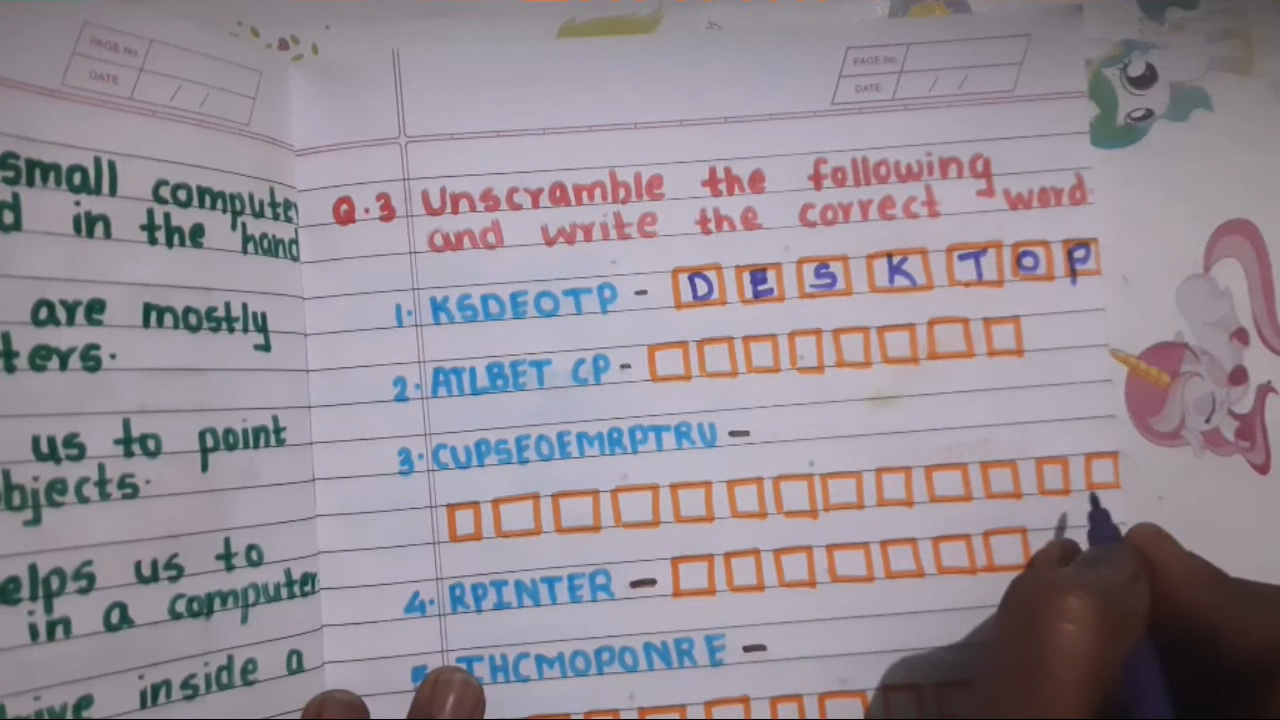 PAGE No.
DATE / /
small computer
d in the hand
are mostly
ters.
us to point
bjects.
elps us to
in a computer
inside a
PAGE No.
DATE / /
Q.3 Unscramble the following
and write the correct word.
1. KSDEOTP - DESKTOP
2. ATLBET CP -
3. CUPSEOEMRPTRU -
4. RPINTER -
THCMOPONRE -